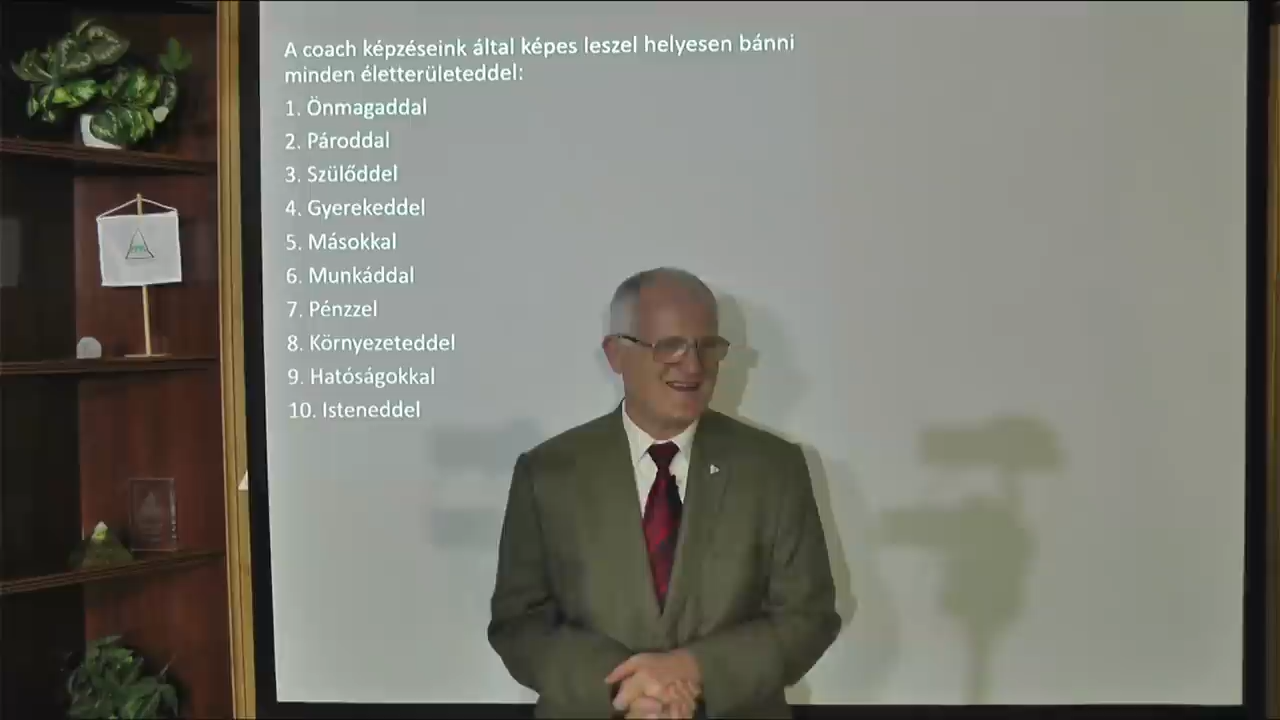 A coach képzéseink által képes leszel helyesen bánni
minden életterületeddel:
1. Önmagaddal
2. Pároddal
3. Szülőddel
4. Gyerekeddel
5. Másokkal
6. Munkáddal
7. Pénzzel
8. Környezeteddel
9. Hatóságokkal
10. Isteneddel